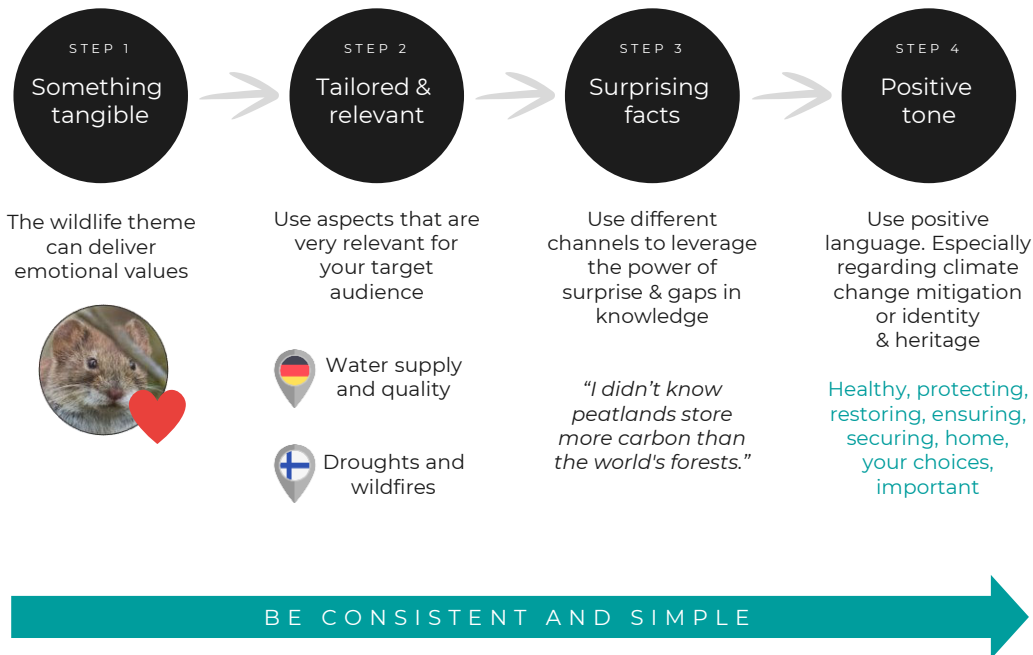 STEP 1
Something
tangible
The wildlife theme
can deliver
emotional values
STEP 2
Tailored &
relevant
Use aspects that are
very relevant for
your target
audience
Water supply
and quality
Droughts and
wildfires
STEP 3
Surprising
facts
Use different
channels to leverage
the power of
surprise & gaps in
knowledge
“I didn’t know
peatlands store
more carbon than
the world's forests.”
STEP 4
Positive
tone
Use positive
language. Especially
regarding climate
change mitigation
or identity
& heritage
Healthy, protecting,
restoring, ensuring,
securing, home,
your choices,
important
BE CONSISTENT AND SIMPLE